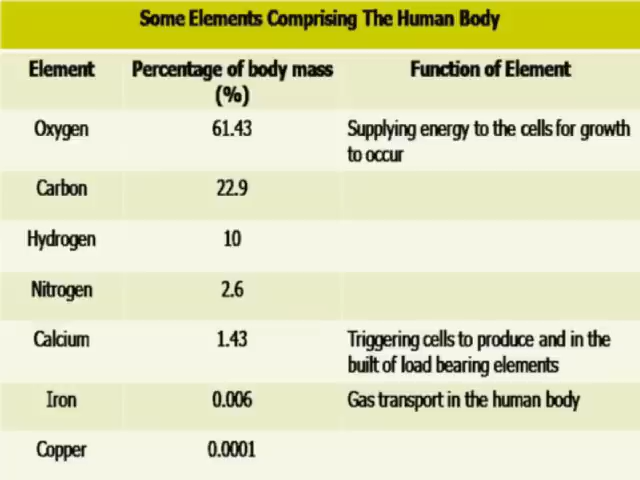 Some Elements Comprising The Human Body
Element Percentage of body mass (%) Function of Element
Oxygen 61.43 Supplying energy to the cells for growth to occur
Carbon 22.9
Hydrogen 10
Nitrogen 2.6
Calcium 1.43 Triggering cells to produce and in the built of load bearing elements
Iron 0.006 Gas transport in the human body
Copper 0.0001